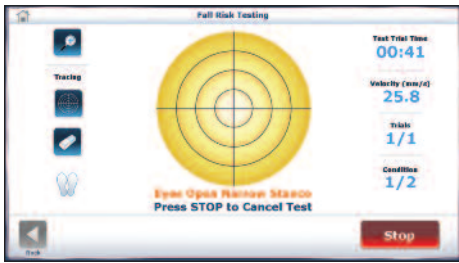 Fall Risk Testing
Tracing
Test Trial Time
00:41
Velocity (mm/s)
25.8
Trials
1/1
Condition
1/2
Eyes Open Narrow Stance
Press STOP to Cancel Test
Back
Stop